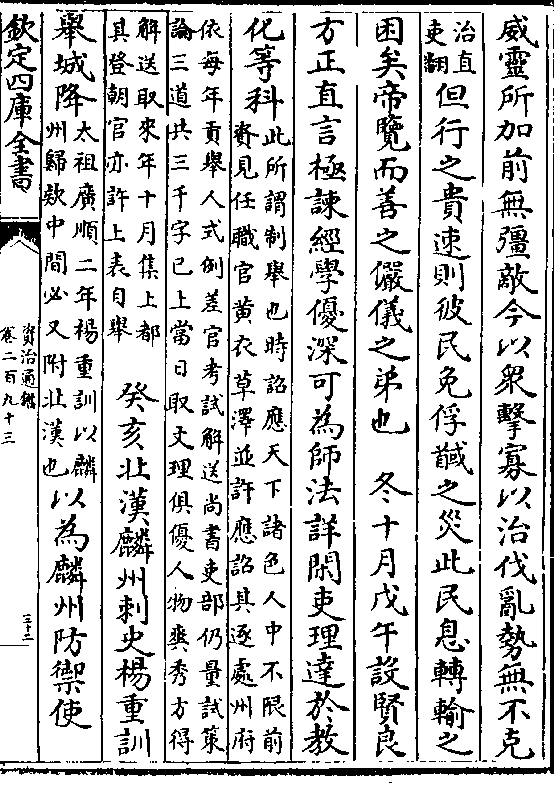 威靈所加前無彊敵今以衆擊寡以治伐亂勢無不克
治直
吏翻
但行之貴速則彼民免俘馘之災此民息轉輸之
困矣帝覽而善之儼儀之弟也　冬十月戊午設賢良
方正直言極諫經學優深可為師法詳閑吏理達於教
化等科
此所謂制舉也時詔應天下諸色人中不限前
資見任職官黄衣草澤並許應詔其逐處州府
依每年貢舉人式例差官考試解送尚書吏部仍量試策
論三道共三千字已上當日取文理俱優人物爽秀方得
解送取來年十月集上都
其登朝官亦許上表自舉
癸亥北漢麟州刺史楊重訓
舉城降
太祖廣順二年楊重訓以麟
州歸欵中間必又附北漢也
以為麟州防禦使
欽定四庫全書
資治通鑑
卷二百九十三
三十二